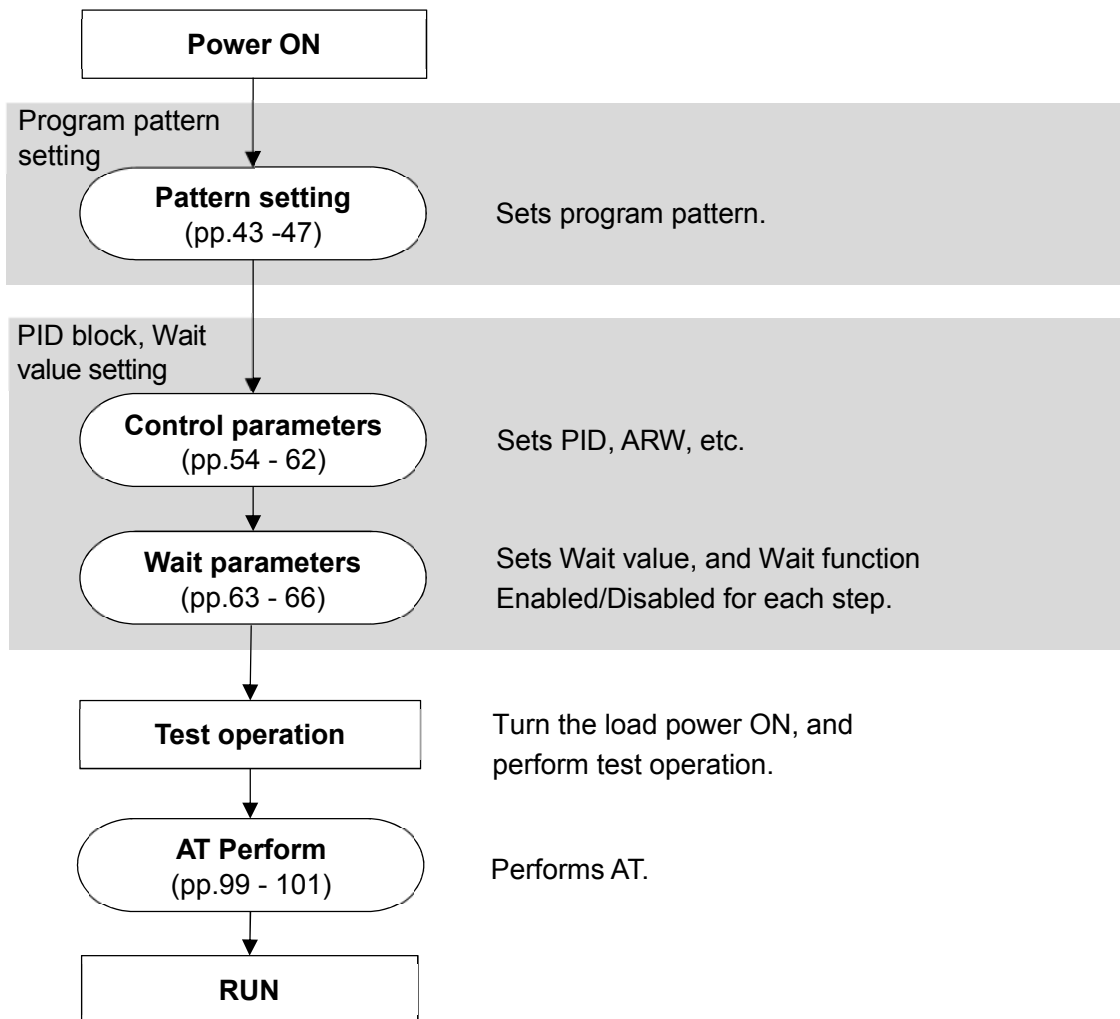 Power ON
Program pattern
setting
Pattern setting
(pp.43 -47)
Sets program pattern.
PID block, Wait
value setting
Control parameters
(pp.54 - 62)
Sets PID, ARW, etc.
Wait parameters
(pp.63 - 66)
Sets Wait value, and Wait function
Enabled/Disabled for each step.
Test operation
Turn the load power ON, and
perform test operation.
AT Perform
(pp.99 - 101)
Performs AT.
RUN